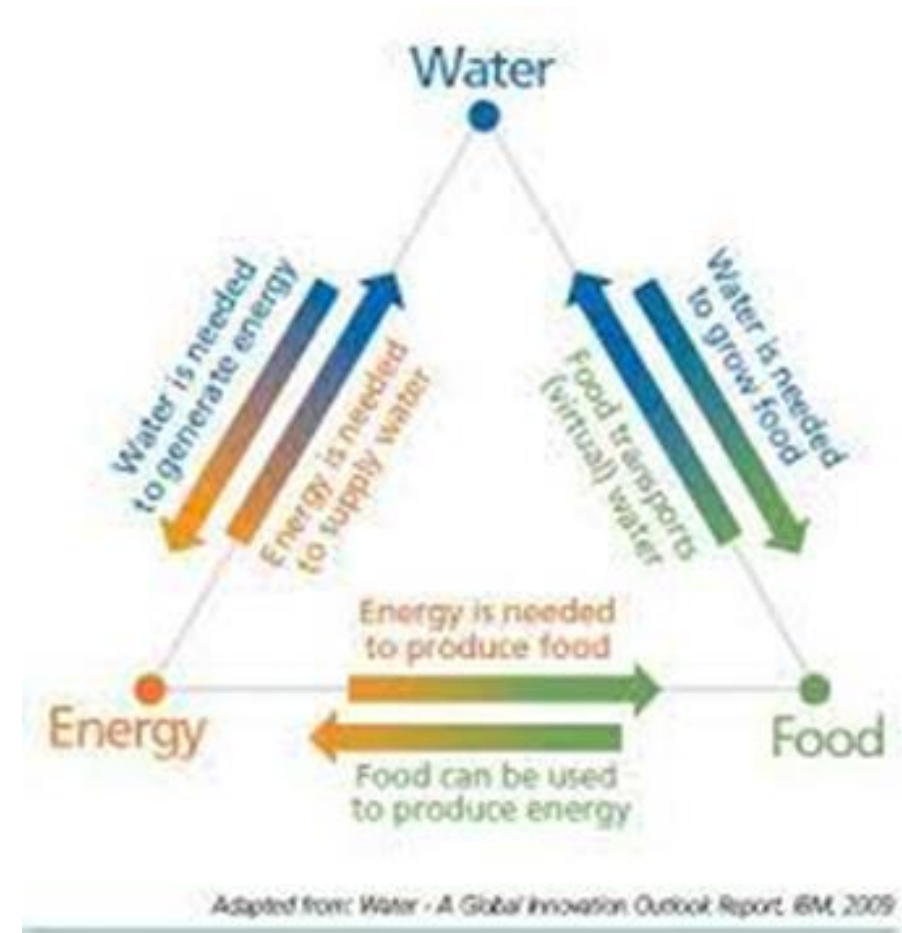 Water
Water is needed
to generate energy
Energy is needed
to supply water
Food transports
(virtual) water
Water is needed
to grow food
Energy is needed
to produce food
Energy
Food
Food can be used
to produce energy
Adapted from: Water - A Global Innovation Outlook Report, IBM, 2009